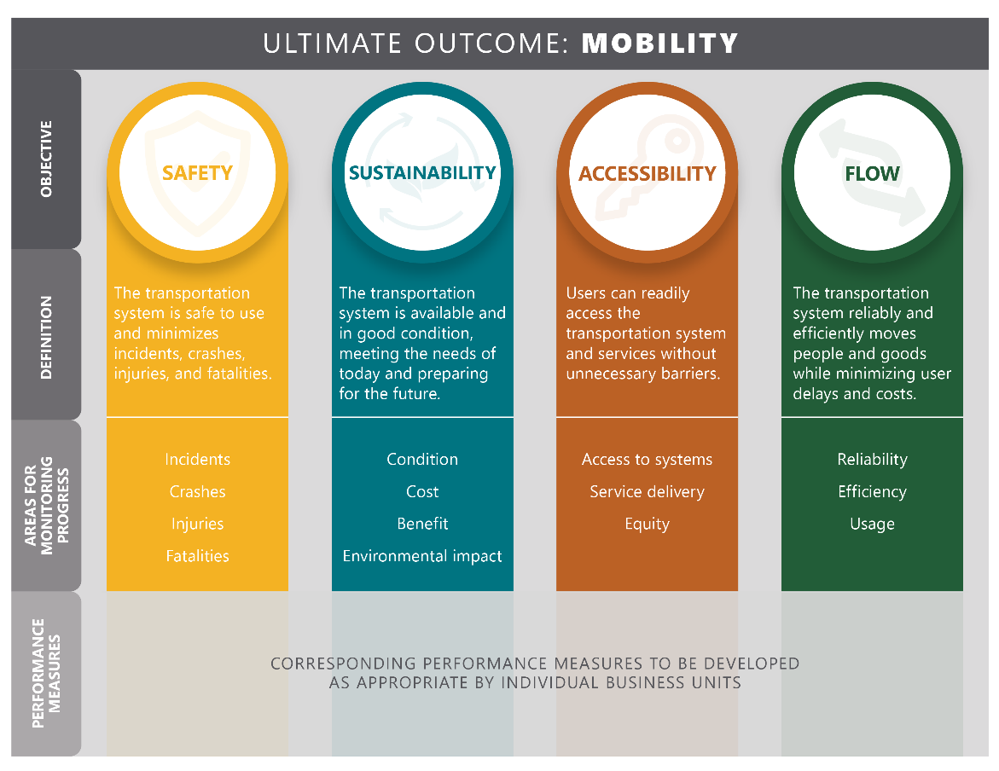 ULTIMATE OUTCOME: MOBILITY
OBJECTIVE
SAFETY
SUSTAINABILITY
ACCESSIBILITY
FLOW
DEFINITION
The transportation
system is safe to use
and minimizes
incidents, crashes,
injuries, and fatalities.
The transportation
system is available and
in good condition,
meeting the needs of
today and preparing
for the future.
Users can readily
access the
transportation system
and services without
unnecessary barriers.
The transportation
system reliably and
efficiently moves
people and goods
while minimizing user
delays and costs.
AREAS FOR
MONITORING
PROGRESS
Incidents
Crashes
Injuries
Fatalities
Condition
Cost
Benefit
Environmental impact
Access to systems
Service delivery
Equity
Reliability
Efficiency
Usage
PERFORMANCE
MEASURES
CORRESPONDING PERFORMANCE MEASURES TO BE DEVELOPED
AS APPROPRIATE BY INDIVIDUAL BUSINESS UNITS